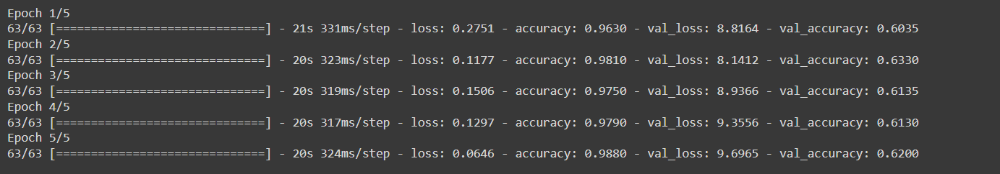 Epoch 1/5
63/63 [==============================] - 21s 331ms/step - loss: 0.2751 - accuracy: 0.9630 - val_loss: 8.8164 - val_accuracy: 0.6035
Epoch 2/5
63/63 [==============================] - 20s 323ms/step - loss: 0.1177 - accuracy: 0.9810 - val_loss: 8.1412 - val_accuracy: 0.6330
Epoch 3/5
63/63 [==============================] - 20s 319ms/step - loss: 0.1506 - accuracy: 0.9750 - val_loss: 8.9366 - val_accuracy: 0.6135
Epoch 4/5
63/63 [==============================] - 20s 317ms/step - loss: 0.1297 - accuracy: 0.9790 - val_loss: 9.3556 - val_accuracy: 0.6130
Epoch 5/5
63/63 [==============================] - 20s 324ms/step - loss: 0.0646 - accuracy: 0.9880 - val_loss: 9.6965 - val_accuracy: 0.6200